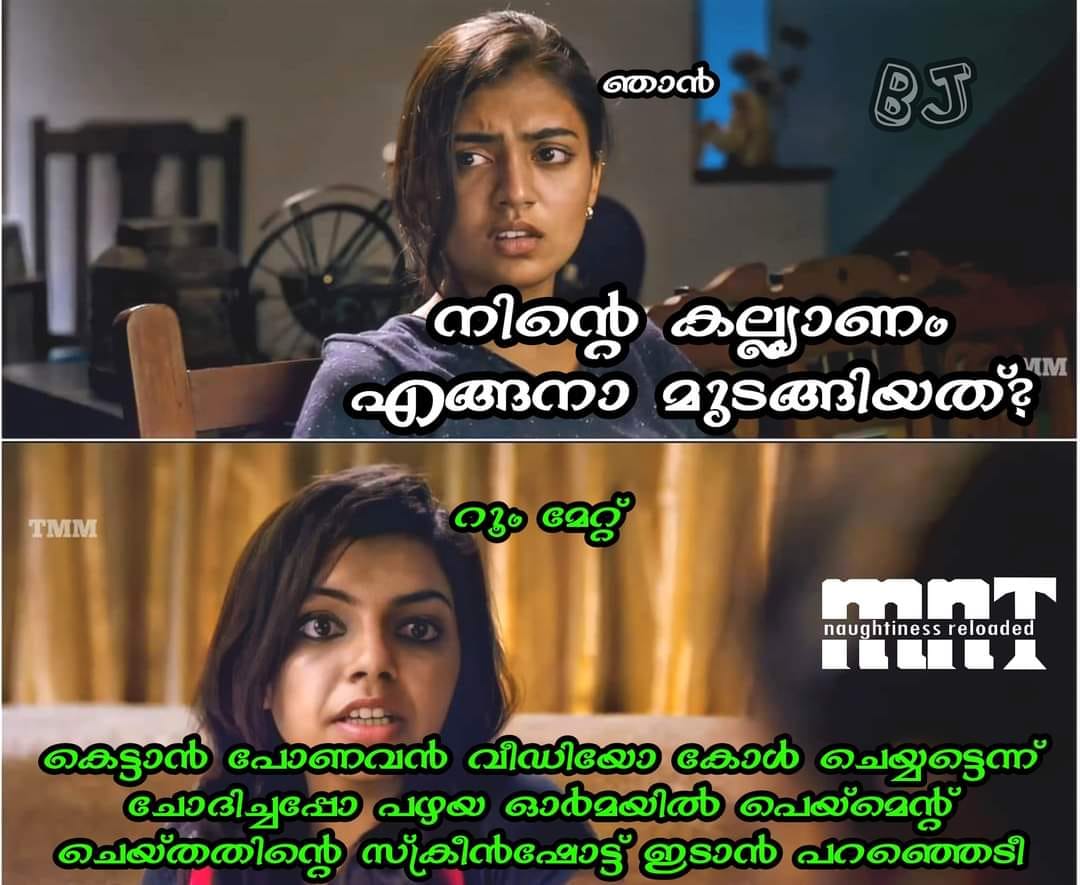 ഞാൻ
BJ
നിന്റെ കല്ല്യാണം
എങ്ങനാ മുടങ്ങിയത്?
MM
റൂം മേറ്റ്
TMM
mnT
naughtiness reloaded
കെട്ടാൻ പോണവൻ വീഡിയോ കോൾ ചെയ്യട്ടെന്ന്
ചോദിച്ചപ്പോ പഴയ ഓർമയിൽ പെയ്മെന്റ്
ചെയ്തതിന്റെ സ്ക്രീൻഷോട്ട് ഇടാൻ പറഞ്ഞെടീ